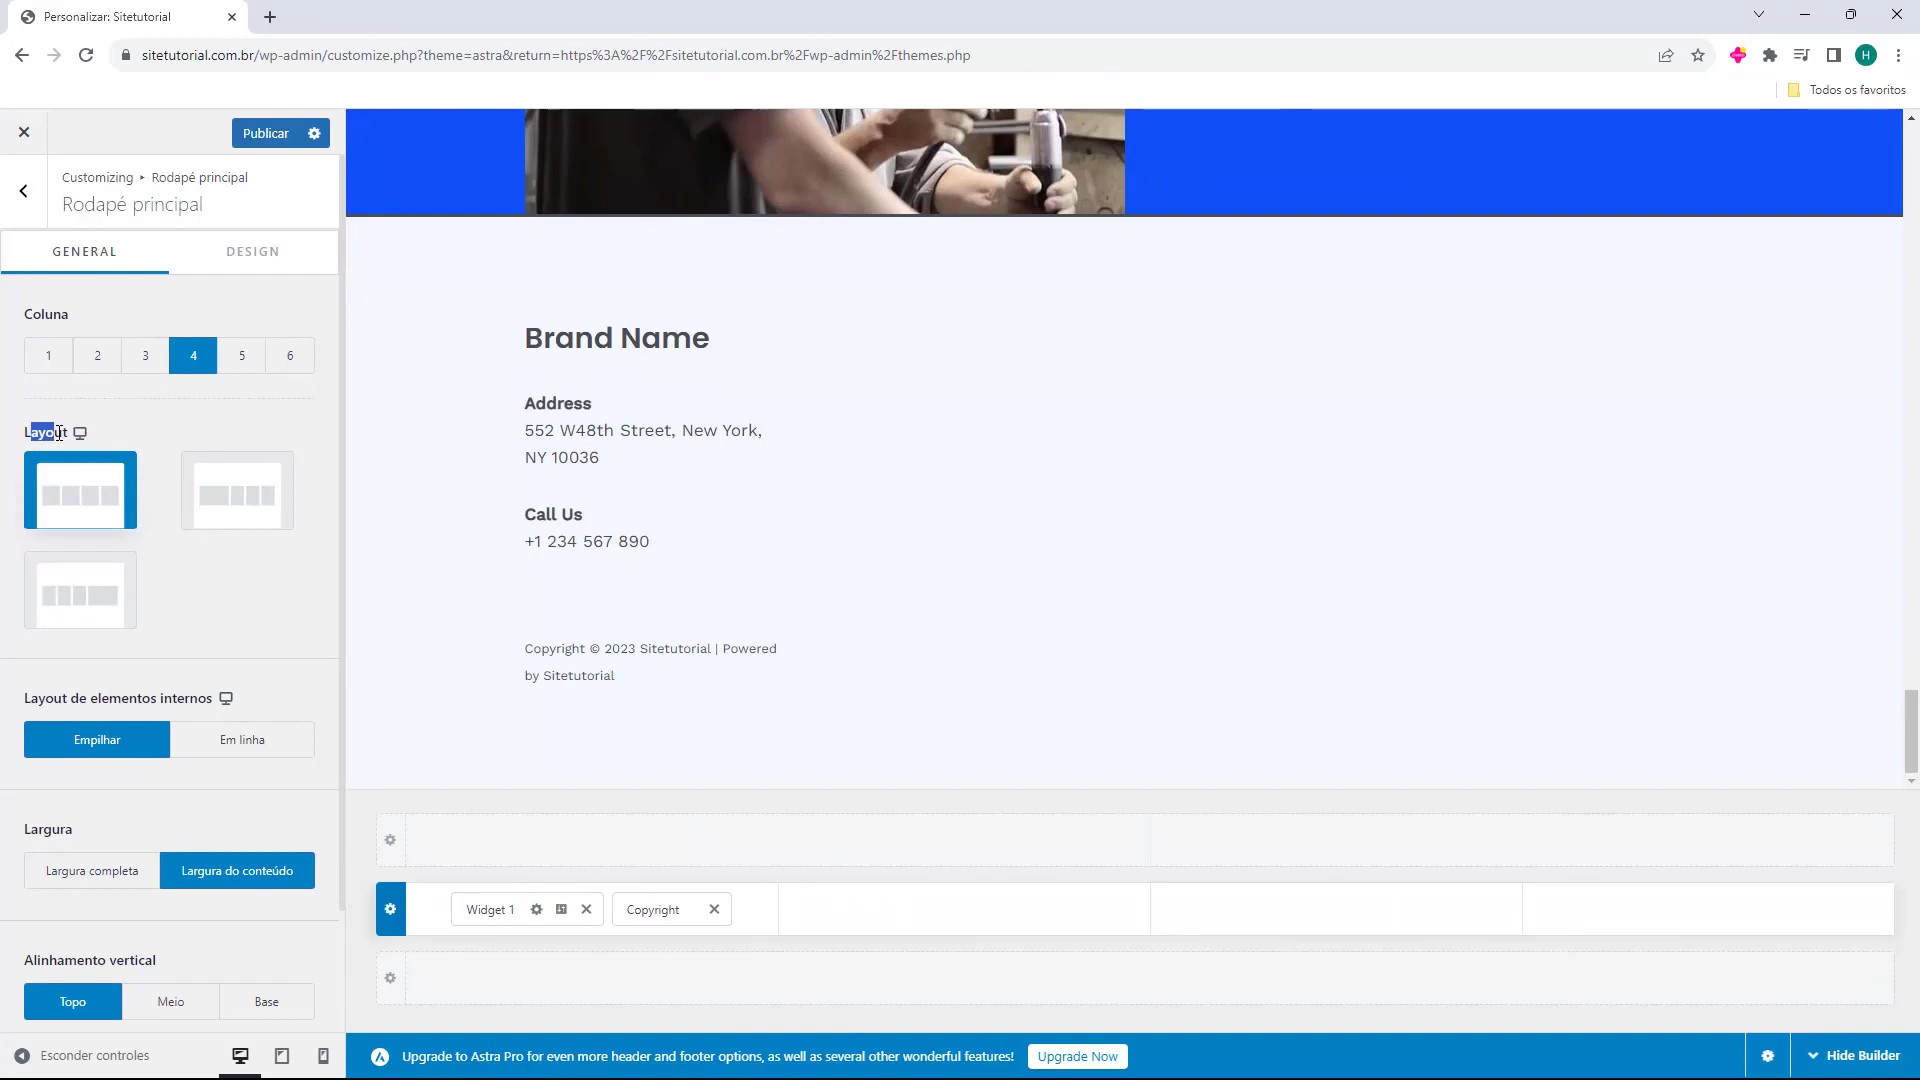 Personalizar: Sitetutorial
sitetutorial.com.br/wp-admin/customize.php?theme=astra&return=https%3A%2F%2Fsitetutorial.com.br%2Fwp-admin%2Fthemes.php
H
Todos os favoritos
Publicar
Customizing ▸ Rodapé principal
Rodapé principal
GENERAL
DESIGN
Coluna
1 2 3 4 5 6
Layout
Layout de elementos internos
Empilhar
Em linha
Largura
Largura completa
Largura do conteúdo
Alinhamento vertical
Topo
Meio
Base
Esconder controles
Brand Name
Address
552 W48th Street, New York,
NY 10036
Call Us
+1 234 567 890
Copyright © 2023 Sitetutorial | Powered
by Sitetutorial
Widget 1
Copyright
Upgrade to Astra Pro for even more header and footer options, as well as several other wonderful features!
Upgrade Now
Hide Builder